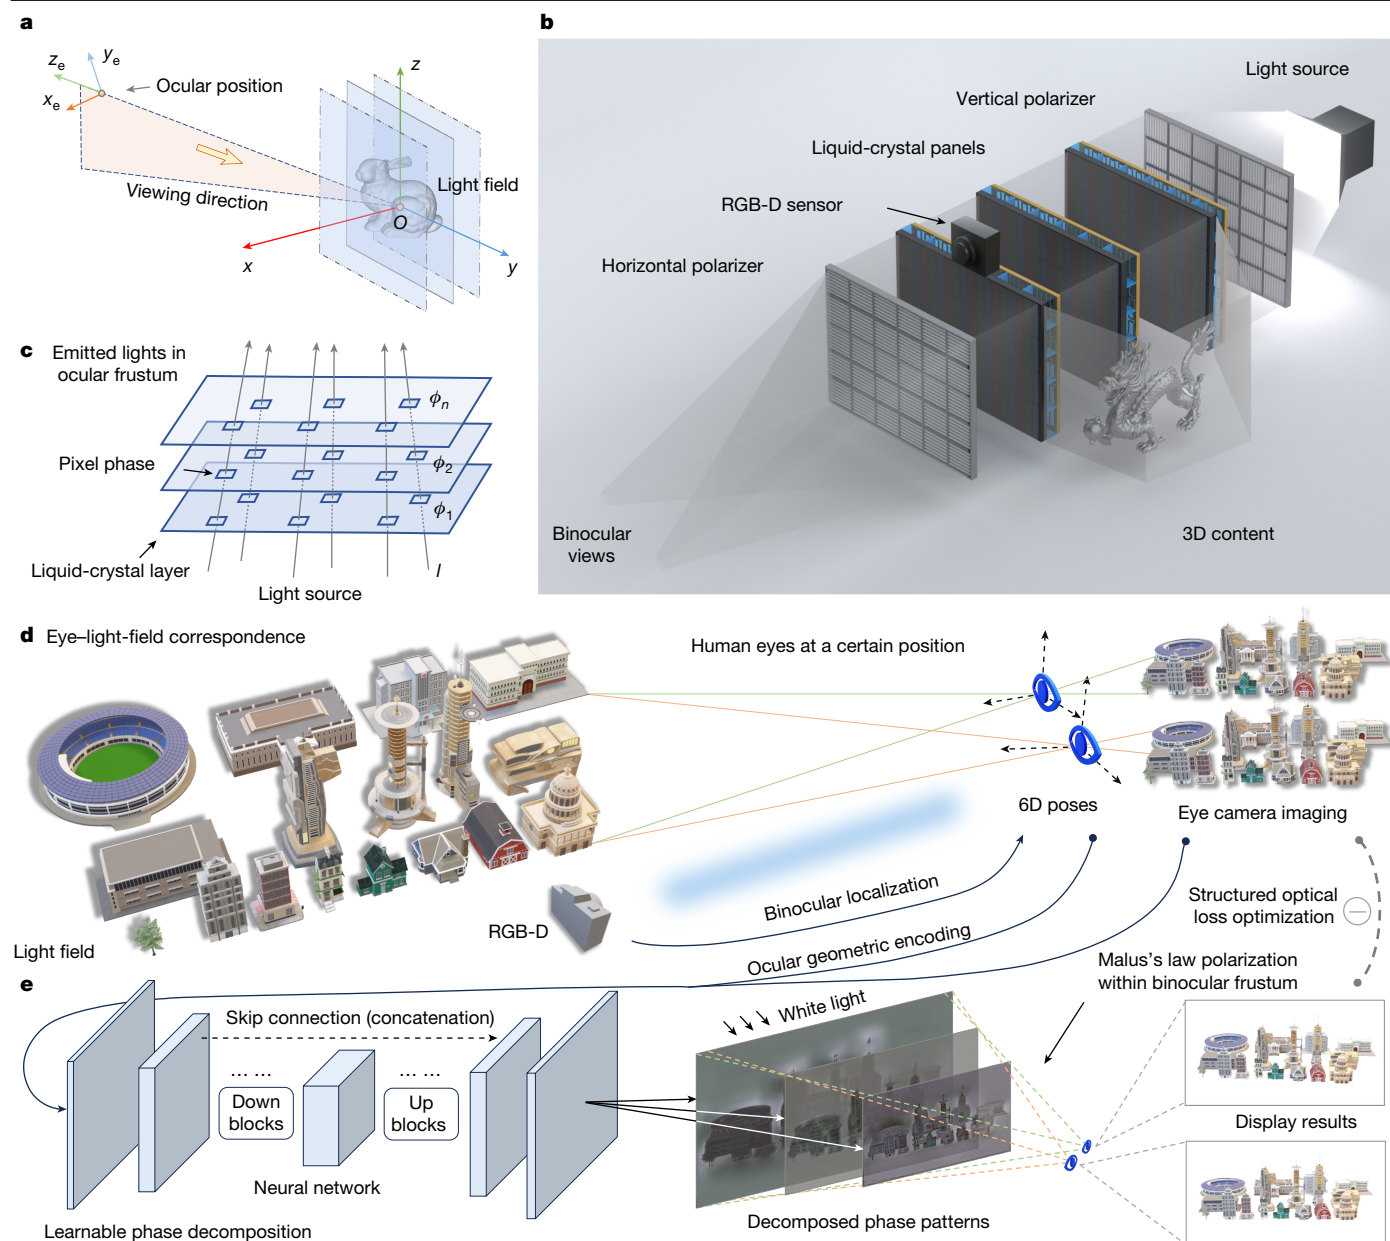 a
z_e
y_e
x_e
Ocular position
z
Light field
Viewing direction
O
x
y
b
Light source
Vertical polarizer
Liquid-crystal panels
RGB-D sensor
Horizontal polarizer
Binocular
views
3D content
c
Emitted lights in
ocular frustum
ϕ_n
Pixel phase
ϕ_2
ϕ_1
Liquid-crystal layer
l
Light source
d
Eye–light-field correspondence
Human eyes at a certain position
6D poses
Eye camera imaging
Binocular localization
Structured optical
loss optimization
RGB-D
Ocular geometric encoding
Light field
Malus's law polarization
within binocular frustum
e
White light
Skip connection (concatenation)
... ...
... ...
Down
blocks
Up
blocks
Display results
Neural network
Decomposed phase patterns
Learnable phase decomposition